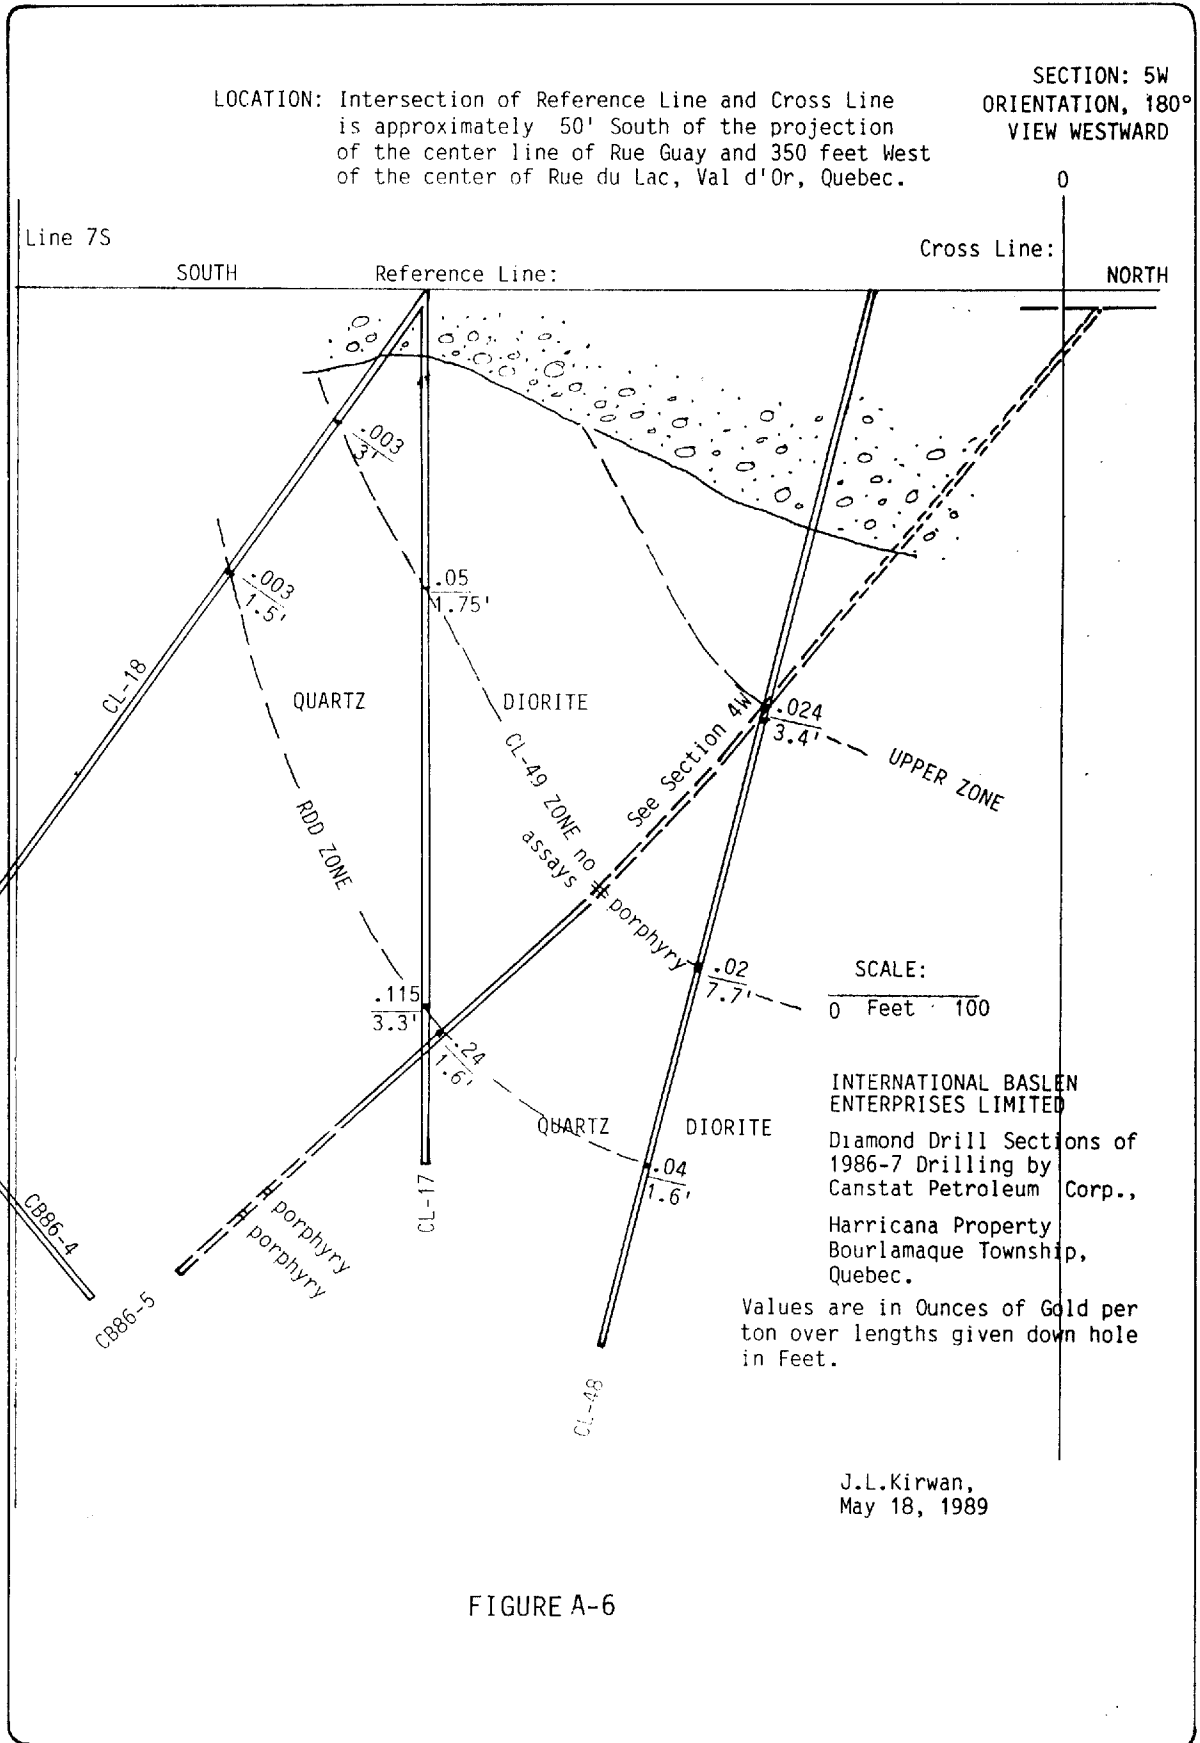 SECTION: 5W
ORIENTATION, 180°
VIEW WESTWARD
LOCATION: Intersection of Reference Line and Cross Line
is approximately 50' South of the projection
of the center line of Rue Guay and 350 feet West
of the center of Rue du Lac, Val d'Or, Quebec.
0
Line 7S
Cross Line:
SOUTH
Reference Line:
NORTH
.003
3'
.003
1.5'
.05
1.75'
CL-18
QUARTZ
DIORITE
See Section 4W
.024
3.4'
UPPER ZONE
RDD ZONE
CL-49 ZONE no
assays
porphyry
.02
7.7'
SCALE:
0 Feet 100
.115
3.3'
.24
1.6'
QUARTZ
DIORITE
.04
1.6'
CL-17
CB86-4
porphyry
porphyry
CB86-5
CL-48
INTERNATIONAL BASLEN
ENTERPRISES LIMITED
Diamond Drill Sections of
1986-7 Drilling by
Canstat Petroleum Corp.,
Harricana Property
Bourlamaque Township,
Quebec.
Values are in Ounces of Gold per
ton over lengths given down hole
in Feet.
J.L.Kirwan,
May 18, 1989
FIGURE A-6